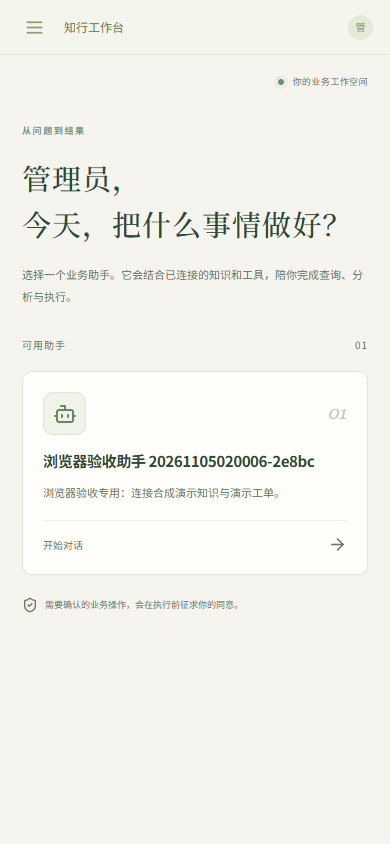 知行工作台
管
你的业务工作空间
从问题到结果
管理员，
今天，把什么事情做好？
选择一个业务助手。它会结合已连接的知识和工具，陪你完成查询、分
析与执行。
可用助手
01
01
浏览器验收助手 20261105020006-2e8bc
浏览器验收专用：连接合成演示知识与演示工单。
开始对话
需要确认的业务操作，会在执行前征求你的同意。